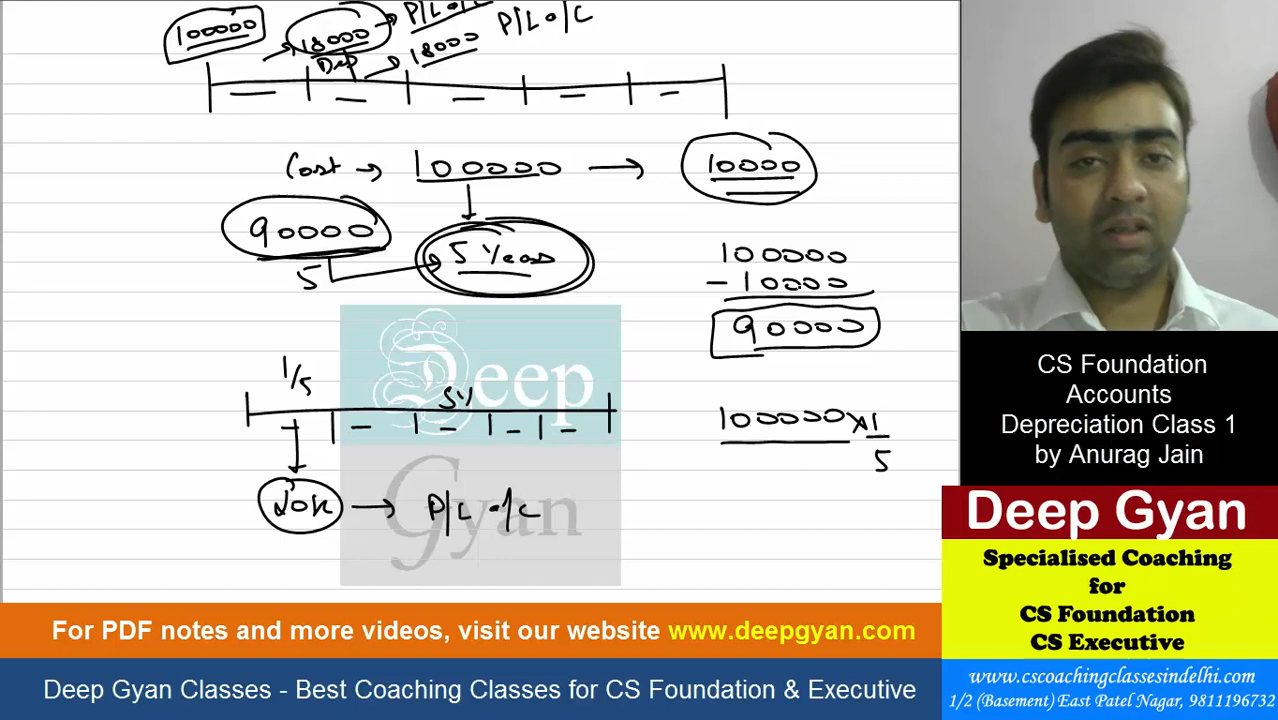 P/L a/c
100000
18000
P/L a/c
Dep
18000
Cost → 100000 → 10000
90000
5
5 Years
100000
- 10000
90000
1/5
5Y
100000 x 1
5
20K → P/L a/c
Deep
Gyan
CS Foundation
Accounts
Depreciation Class 1
by Anurag Jain
Deep Gyan
Specialised Coaching
for
CS Foundation
CS Executive
www.cscoachingclassesindelhi.com
1/2 (Basement) East Patel Nagar, 9811196732
For PDF notes and more videos, visit our website www.deepgyan.com
Deep Gyan Classes - Best Coaching Classes for CS Foundation & Executive